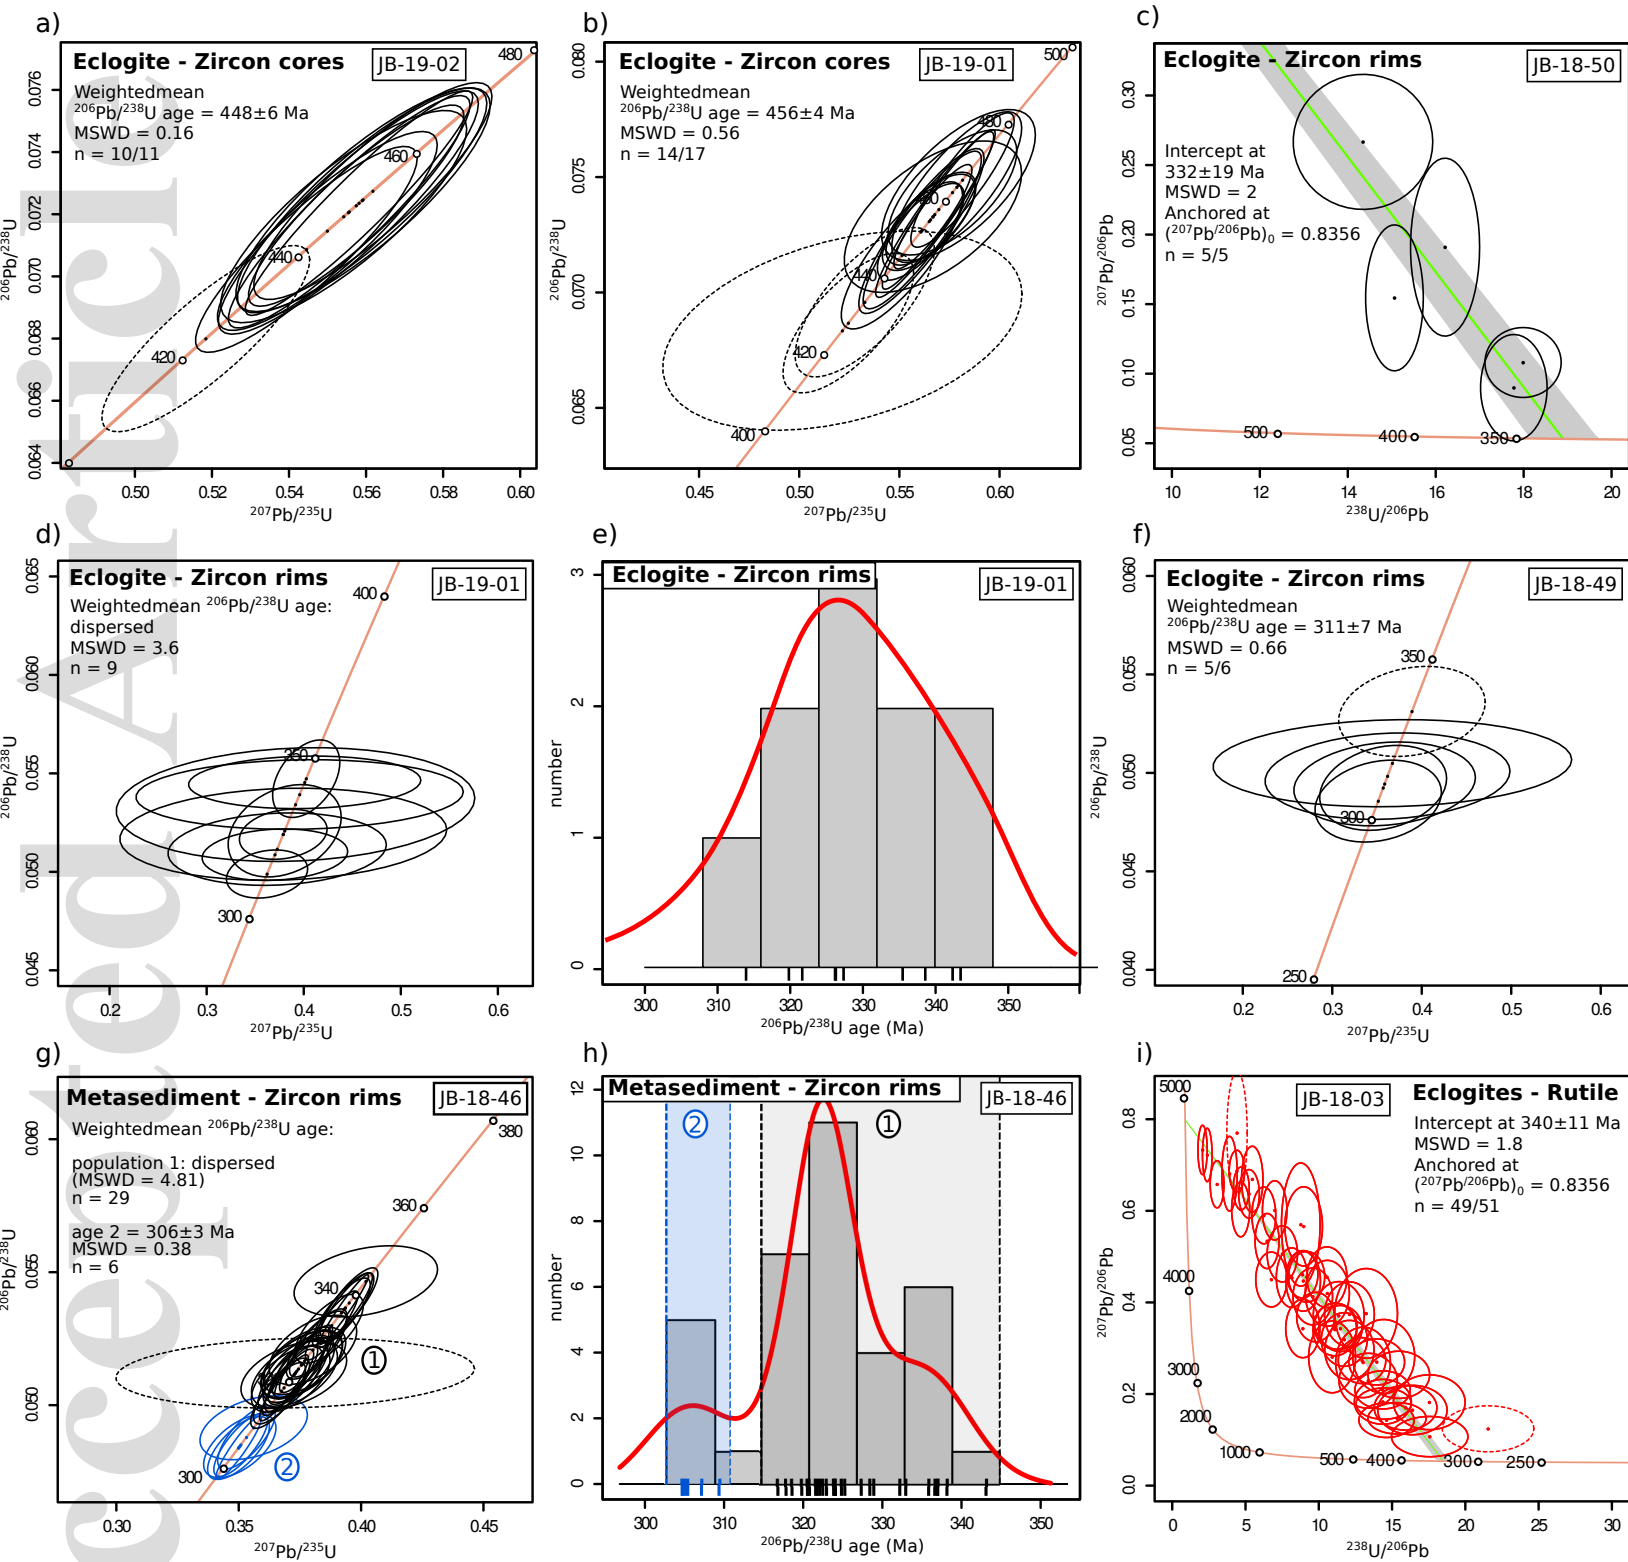 Accepted Article
a)
Eclogite - Zircon cores
JB-19-02
Weightedmean
206Pb/238U age = 448±6 Ma
MSWD = 0.16
n = 10/11
480
460
440
420
0.064 0.066 0.068 0.070 0.072 0.074 0.076
206Pb/238U
0.50 0.52 0.54 0.56 0.58 0.60
207Pb/235U
b)
Eclogite - Zircon cores
JB-19-01
Weightedmean
206Pb/238U age = 456±4 Ma
MSWD = 0.56
n = 14/17
500
480
460
440
420
400
0.065 0.070 0.075 0.080
206Pb/238U
0.45 0.50 0.55 0.60
207Pb/235U
c)
Eclogite - Zircon rims
JB-18-50
Intercept at
332±19 Ma
MSWD = 2
Anchored at
(207Pb/206Pb)0 = 0.8356
n = 5/5
500 400 350
0.05 0.10 0.15 0.20 0.25 0.30
207Pb/206Pb
10 12 14 16 18 20
238U/206Pb
d)
Eclogite - Zircon rims
JB-19-01
Weightedmean 206Pb/238U age:
dispersed
MSWD = 3.6
n = 9
400
350
300
0.045 0.050 0.055 0.060 0.065
206Pb/238U
0.2 0.3 0.4 0.5 0.6
207Pb/235U
e)
Eclogite - Zircon rims
JB-19-01
0 1 2 3
number
300 310 320 330 340 350
206Pb/238U age (Ma)
f)
Eclogite - Zircon rims
JB-18-49
Weightedmean
206Pb/238U age = 311±7 Ma
MSWD = 0.66
n = 5/6
350
300
250
0.040 0.045 0.050 0.055 0.060
206Pb/238U
0.2 0.3 0.4 0.5 0.6
207Pb/235U
g)
Metasediment - Zircon rims
JB-18-46
Weightedmean 206Pb/238U age:
population 1: dispersed
(MSWD = 4.81)
n = 29
age 2 = 306±3 Ma
MSWD = 0.38
n = 6
380
360
340
300
1
2
0.050 0.055 0.060
206Pb/238U
0.30 0.35 0.40 0.45
207Pb/235U
h)
Metasediment - Zircon rims
JB-18-46
2
1
0 2 4 6 8 10 12
number
300 310 320 330 340 350
206Pb/238U age (Ma)
i)
JB-18-03
Eclogites - Rutile
Intercept at 340±11 Ma
MSWD = 1.8
Anchored at
(207Pb/206Pb)0 = 0.8356
n = 49/51
5000
4000
3000
2000
1000 500 400 300 250
0.0 0.2 0.4 0.6 0.8
207Pb/206Pb
0 5 10 15 20 25 30
238U/206Pb